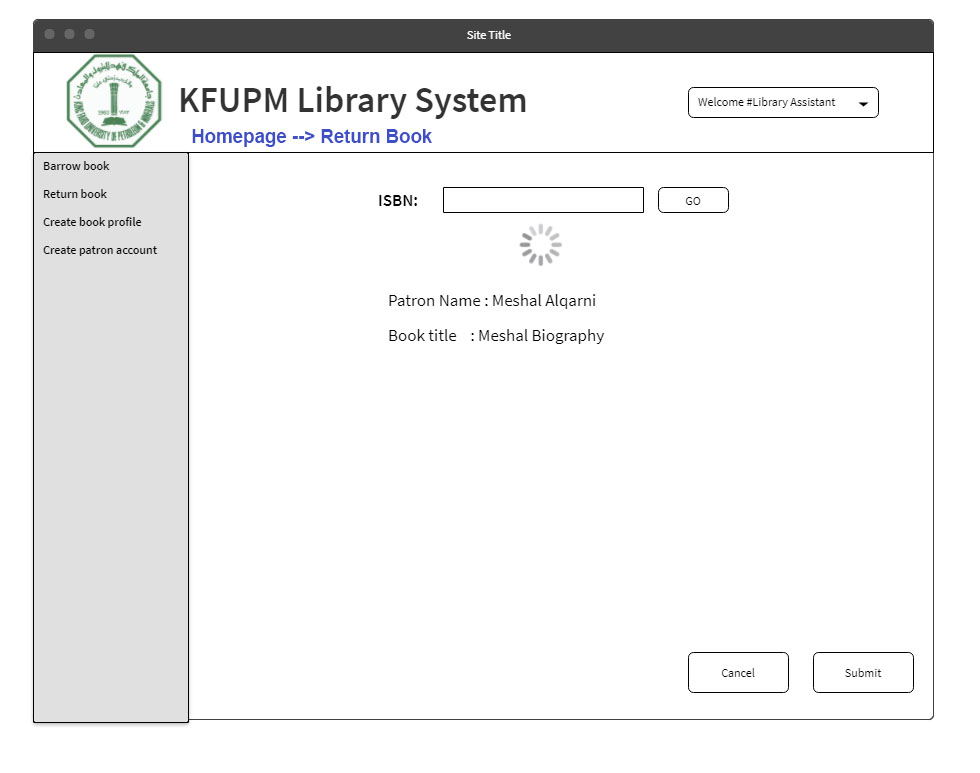 Site Title
KFUPM Library System
Homepage --> Return Book
Welcome #Library Assistant
Barrow book
Return book
Create book profile
Create patron account
ISBN:
GO
Patron Name : Meshal Alqarni
Book title : Meshal Biography
Cancel
Submit